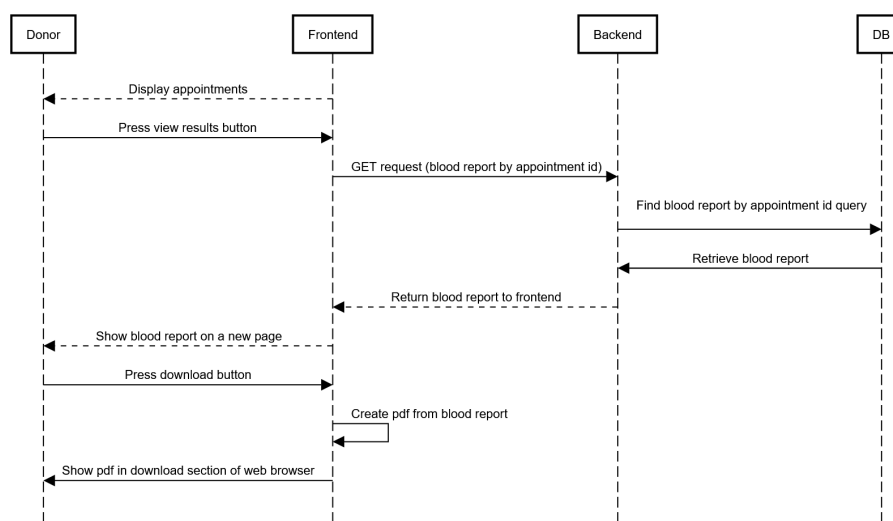 Donor
Frontend
Backend
DB
Display appointments
Press view results button
GET request (blood report by appointment id)
Find blood report by appointment id query
Retrieve blood report
Return blood report to frontend
Show blood report on a new page
Press download button
Create pdf from blood report
Show pdf in download section of web browser